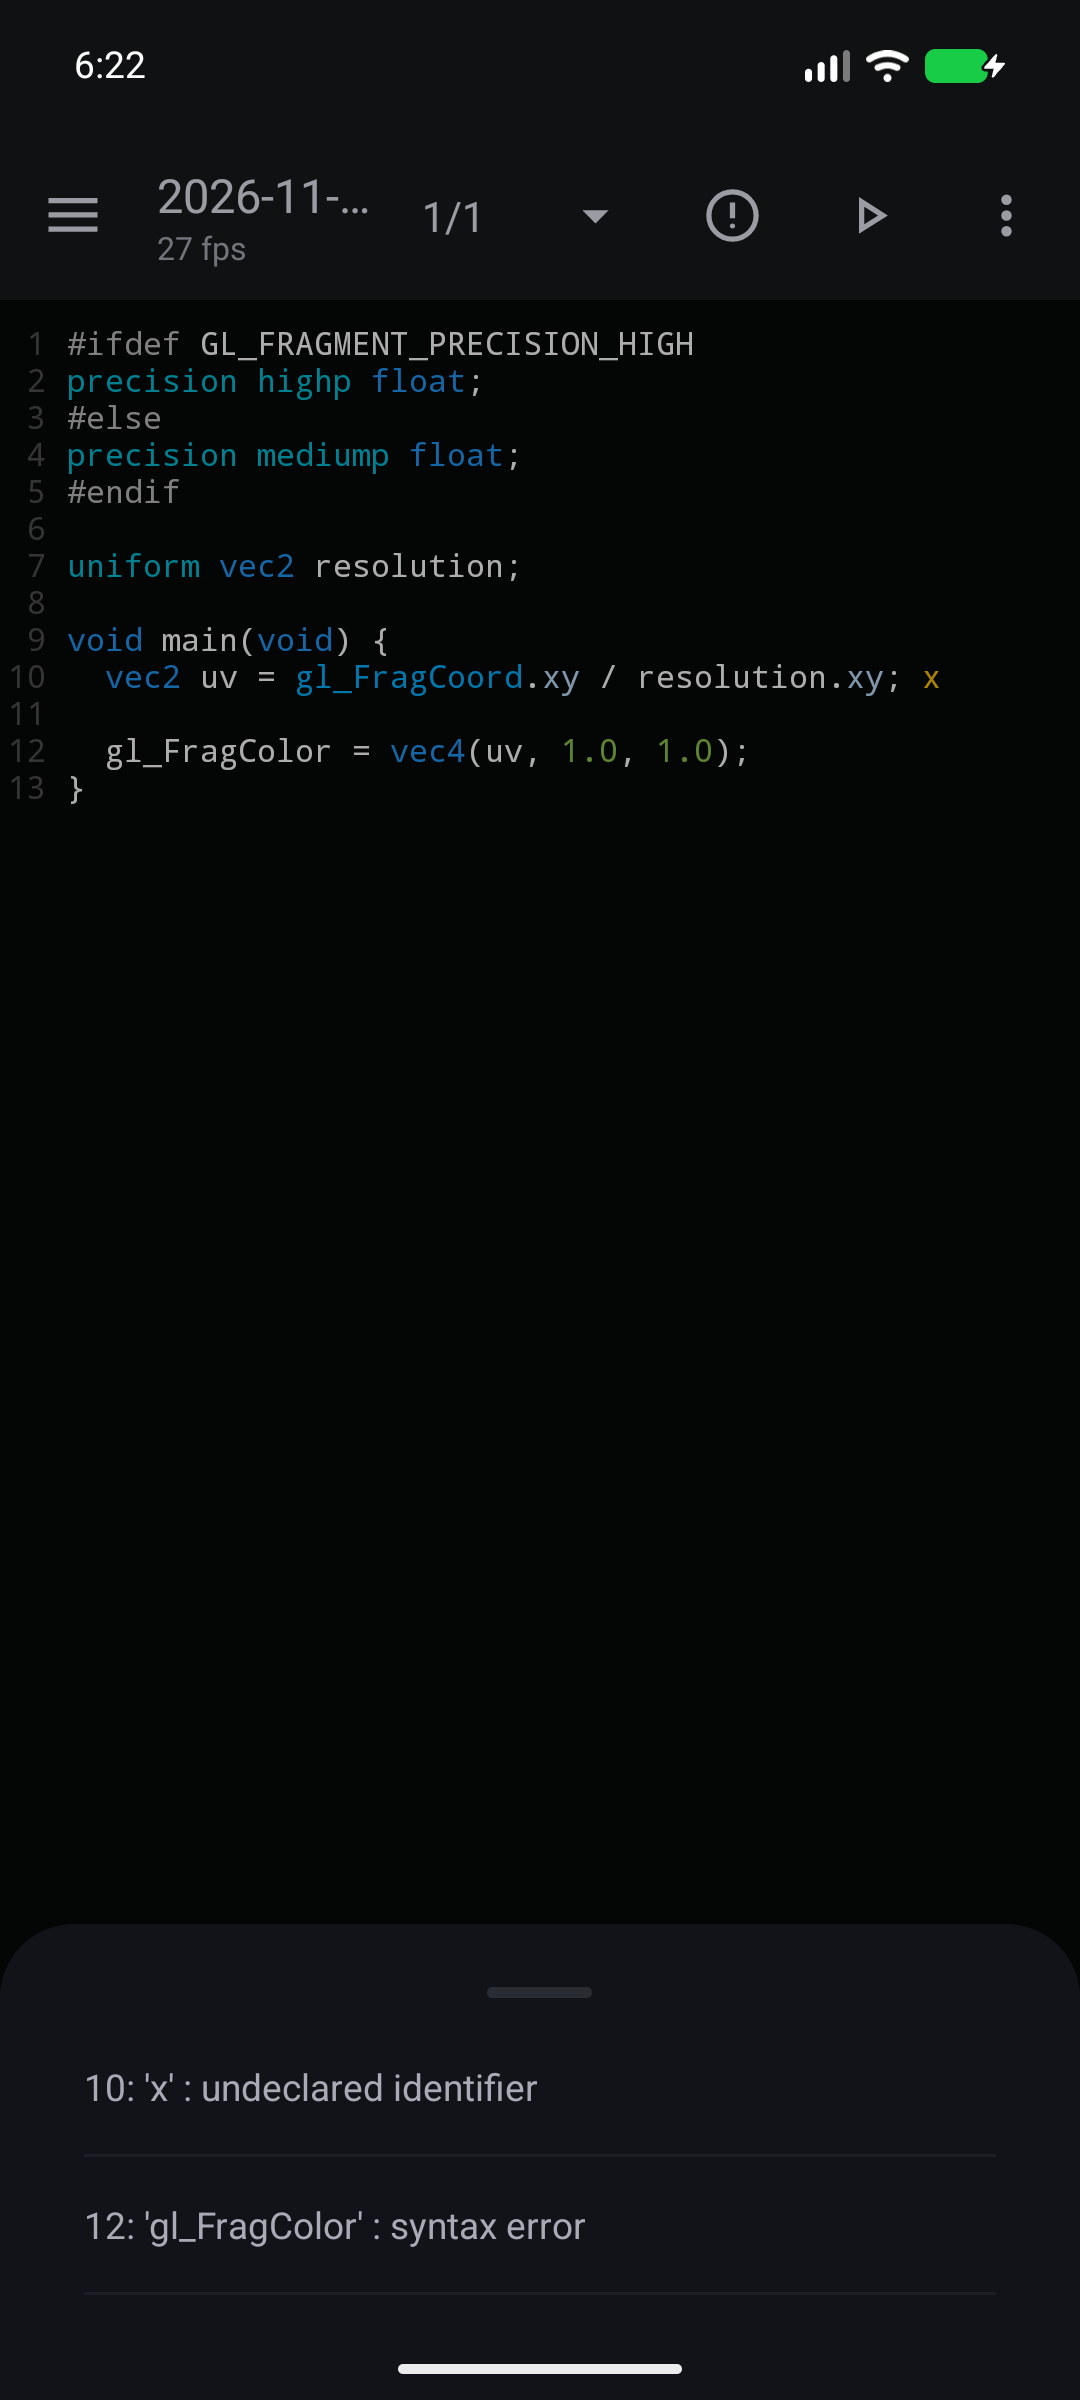 6:22
2026-11-…
27 fps
1/1
1 #ifdef GL_FRAGMENT_PRECISION_HIGH
2 precision highp float;
3 #else
4 precision mediump float;
5 #endif
6
7 uniform vec2 resolution;
8
9 void main(void) {
10   vec2 uv = gl_FragCoord.xy / resolution.xy; x
11
12   gl_FragColor = vec4(uv, 1.0, 1.0);
13 }
10: 'x' : undeclared identifier
12: 'gl_FragColor' : syntax error